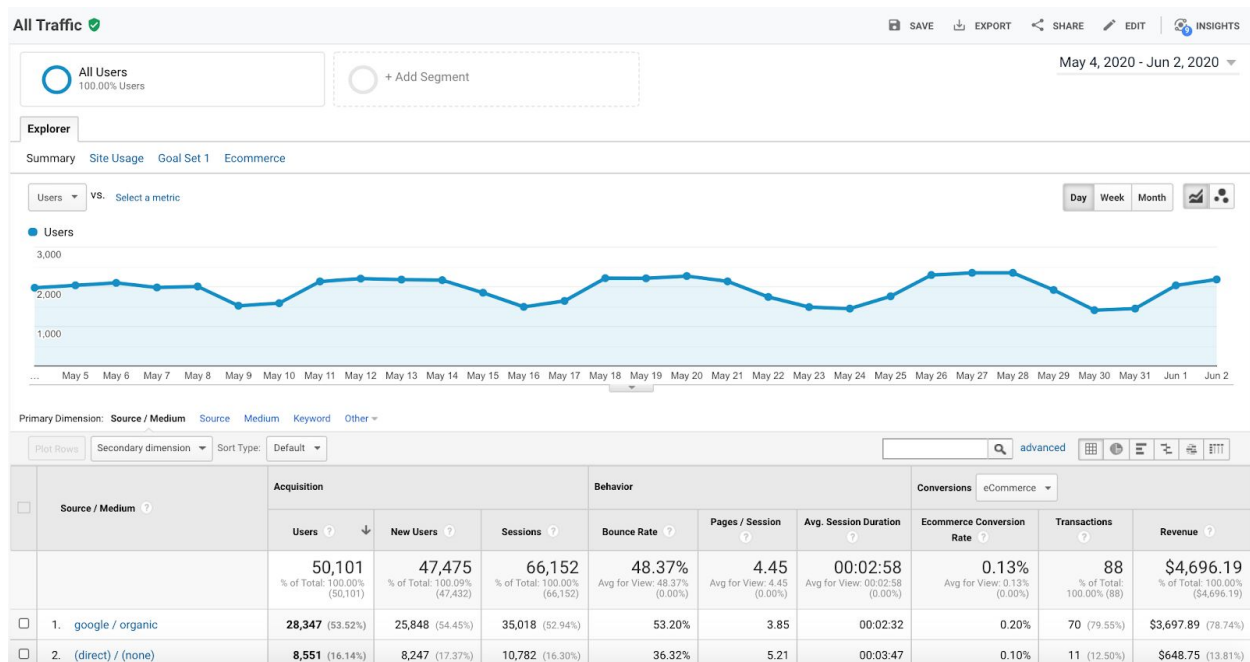 All Traffic
SAVE EXPORT SHARE EDIT 9 INSIGHTS
All Users
100.00% Users
+ Add Segment
May 4, 2020 - Jun 2, 2020
Explorer
Summary Site Usage Goal Set 1 Ecommerce
Users VS. Select a metric
Day Week Month
Users
3,000
2,000
1,000
... May 5 May 6 May 7 May 8 May 9 May 10 May 11 May 12 May 13 May 14 May 15 May 16 May 17 May 18 May 19 May 20 May 21 May 22 May 23 May 24 May 25 May 26 May 27 May 28 May 29 May 30 May 31 Jun 1 Jun 2
Primary Dimension: Source / Medium Source Medium Keyword Other
Plot Rows Secondary dimension Sort Type: Default advanced
Source / Medium ?
Acquisition Behavior Conversions eCommerce
Users ? New Users ? Sessions ? Bounce Rate ? Pages / Session ? Avg. Session Duration ? Ecommerce Conversion Rate ? Transactions ? Revenue ?
50,101 47,475 66,152 48.37% 4.45 00:02:58 0.13% 88 $4,696.19
% of Total: 100.00% (50,101) % of Total: 100.09% (47,432) % of Total: 100.00% (66,152) Avg for View: 48.37% (0.00%) Avg for View: 4.45 (0.00%) Avg for View: 00:02:58 (0.00%) Avg for View: 0.13% (0.00%) % of Total: 100.00% (88) % of Total: 100.00% ($4,696.19)
1. google / organic 28,347 (53.52%) 25,848 (54.45%) 35,018 (52.94%) 53.20% 3.85 00:02:32 0.20% 70 (79.55%) $3,697.89 (78.74%)
2. (direct) / (none) 8,551 (16.14%) 8,247 (17.37%) 10,782 (16.30%) 36.32% 5.21 00:03:47 0.10% 11 (12.50%) $648.75 (13.81%)